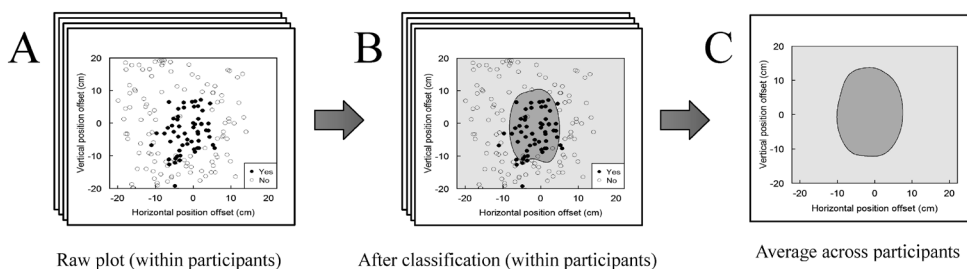 A
Vertical position offset (cm)
20
10
0
-10
20
Yes
No
-20
-10
0
10
20
Horizontal position offset (cm)
Raw plot (within participants)
B
Vertical position offset (cm)
20
10
0
-10
20
Yes
No
-20
-10
0
10
20
Horizontal position offset (cm)
After classification (within participants)
C
Vertical position offset (cm)
20
10
0
-10
-20
-20
-10
0
10
20
Horizontal position offset (cm)
Average across participants